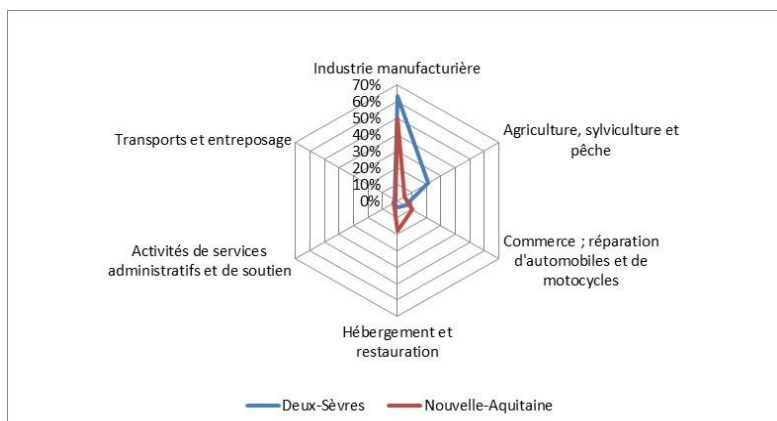 Industrie manufacturière
70%
60%
50%
40%
30%
20%
10%
0%
Transports et entreposage
Agriculture, sylviculture et
pêche
Activités de services
administratifs et de soutien
Commerce ; réparation
d'automobiles et de
motocycles
Hébergement et
restauration
Deux-Sèvres
Nouvelle-Aquitaine